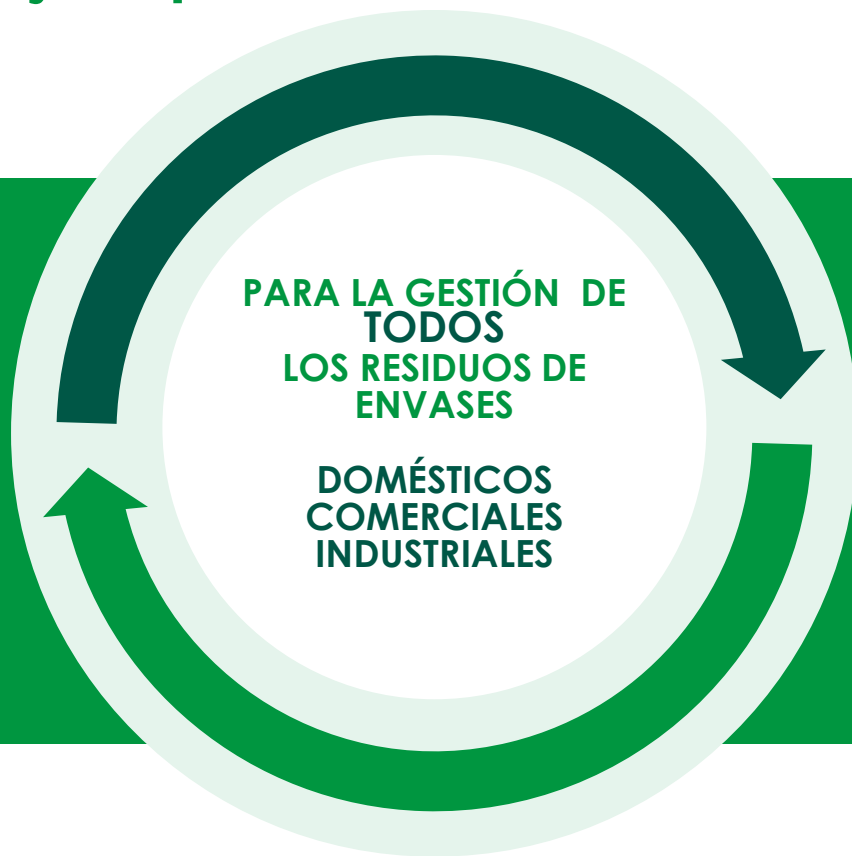 PARA LA GESTIÓN DE
TODOS
LOS RESIDUOS DE
ENVASES
DOMÉSTICOS
COMERCIALES
INDUSTRIALES